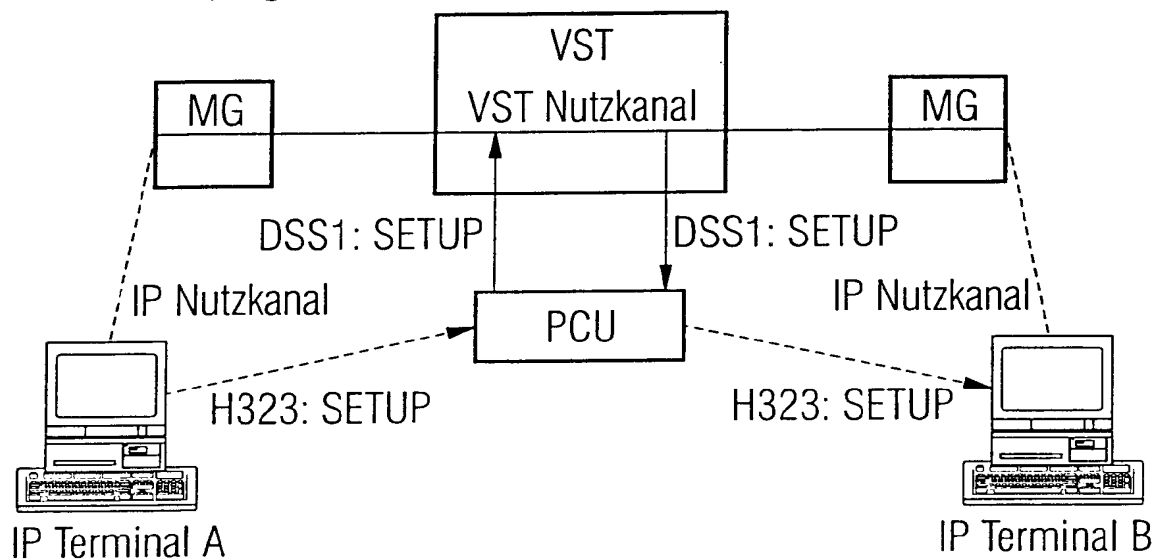 VST
MG
VST Nutzkanal
MG
DSS1: SETUP
DSS1: SETUP
IP Nutzkanal
IP Nutzkanal
PCU
H323: SETUP
H323: SETUP
IP Terminal A
IP Terminal B